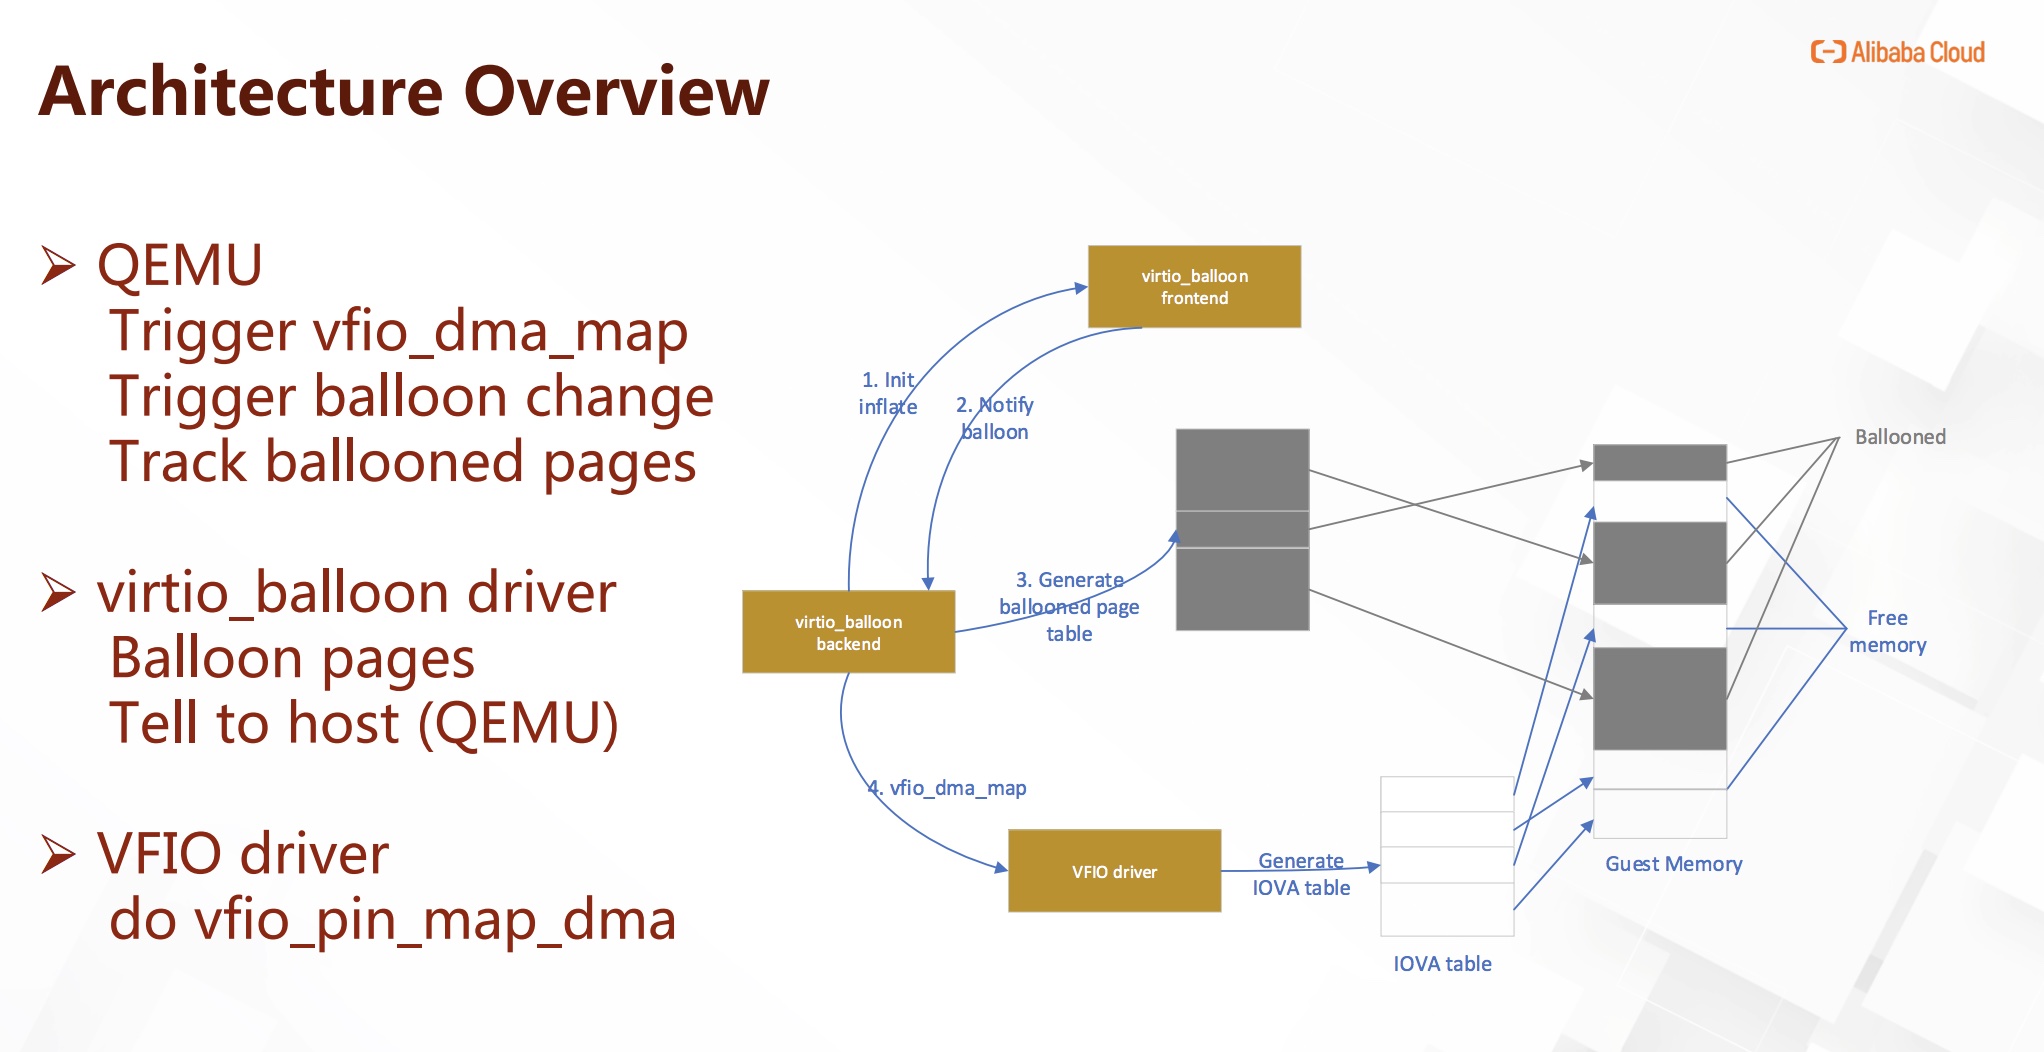 Alibaba Cloud
Architecture Overview
QEMU
Trigger vfio_dma_map
Trigger balloon change
Track ballooned pages
virtio_balloon driver
Balloon pages
Tell to host (QEMU)
VFIO driver
do vfio_pin_map_dma
virtio_balloon
frontend
1. Init
inflate
2. Notify
balloon
virtio_balloon
backend
3. Generate
ballooned page
table
4. vfio_dma_map
VFIO driver
Generate
IOVA table
IOVA table
Guest Memory
Ballooned
Free
memory